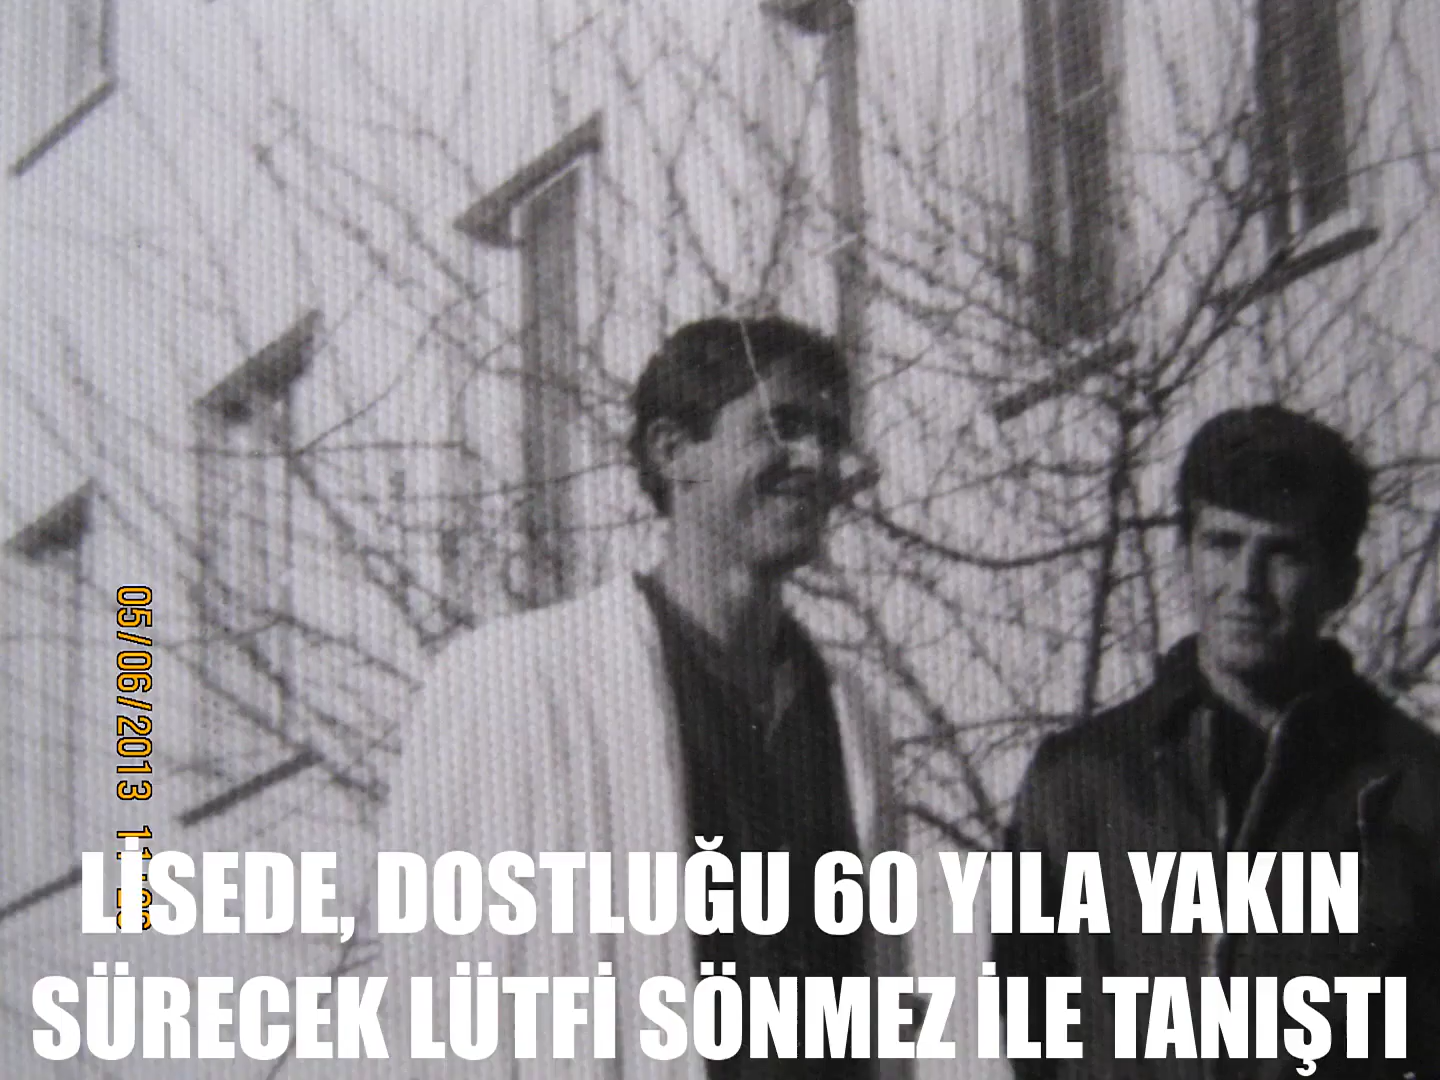 05/06/2013
LİSEDE, DOSTLUĞU 60 YILA YAKIN
SÜRECEK LÜTFİ SÖNMEZ İLE TANIŞTI